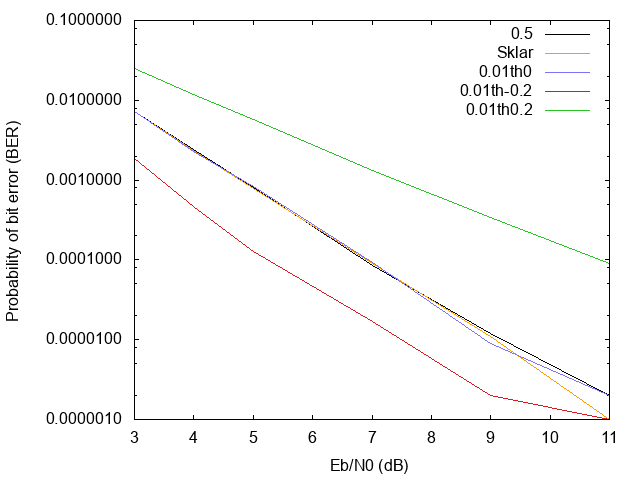 0.1000000
0.0100000
0.0010000
0.0001000
0.0000100
0.0000010
Probability of bit error (BER)
0.5
Sklar
0.01th0
0.01th-0.2
0.01th0.2
3 4 5 6 7 8 9 10 11
Eb/N0 (dB)